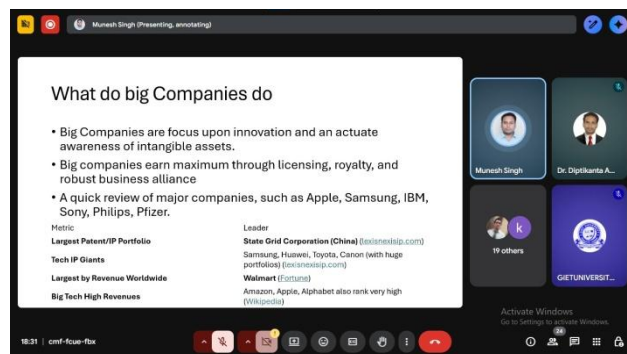 Munesh Singh (Presenting, annotating)
What do big Companies do
• Big Companies are focus upon innovation and an actuate
awareness of intangible assets.
• Big companies earn maximum through licensing, royalty, and
robust business alliance
• A quick review of major companies, such as Apple, Samsung, IBM,
Sony, Philips, Pfizer.
Metric Leader
Largest Patent/IP Portfolio State Grid Corporation (China) (lexisnexisip.com)
Tech IP Giants Samsung, Huawei, Toyota, Canon (with huge
portfolios) (lexisnexisip.com)
Largest by Revenue Worldwide Walmart (Fortune)
Big Tech High Revenues Amazon, Apple, Alphabet also rank very high
(Wikipedia)
Munesh Singh
Dr. Diptikanta A...
k
19 others
GIETUNIVERSIT...
Activate Windows
Go to Settings to activate Windows.
18:31 | cmf-fcue-fbx
24